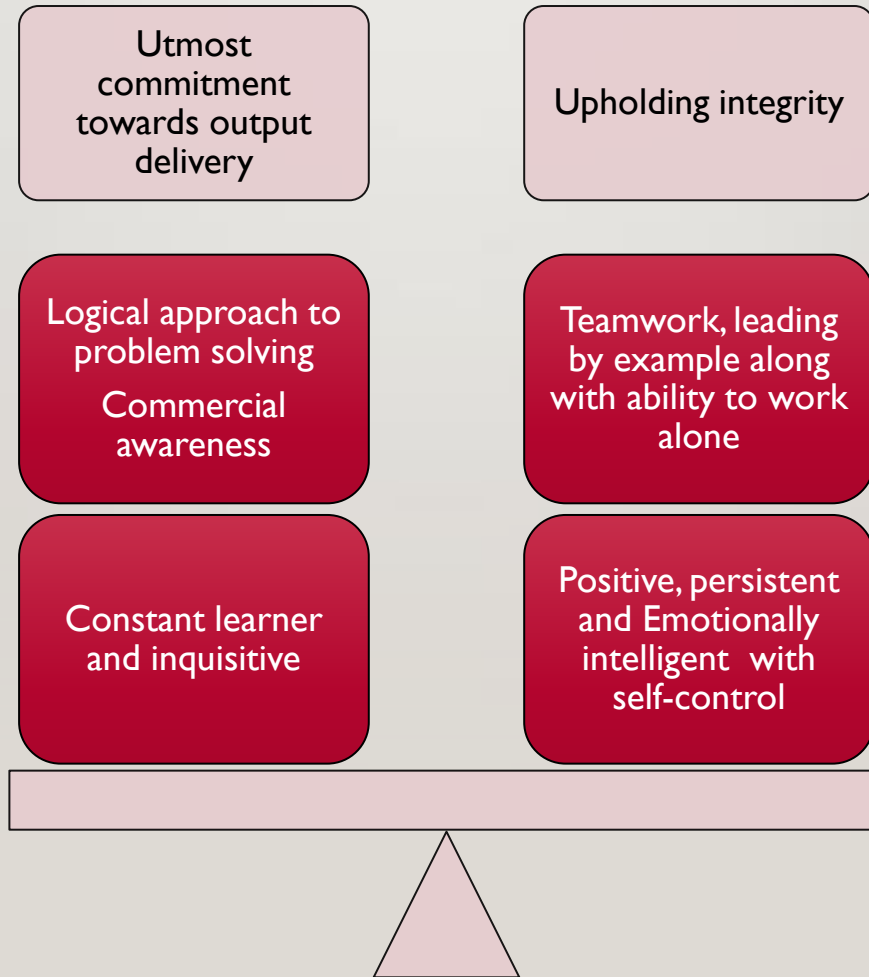 Utmost
commitment
towards output
delivery
Upholding integrity
Logical approach to
problem solving
Commercial
awareness
Teamwork, leading
by example along
with ability to work
alone
Constant learner
and inquisitive
Positive, persistent
and Emotionally
intelligent with
self-control